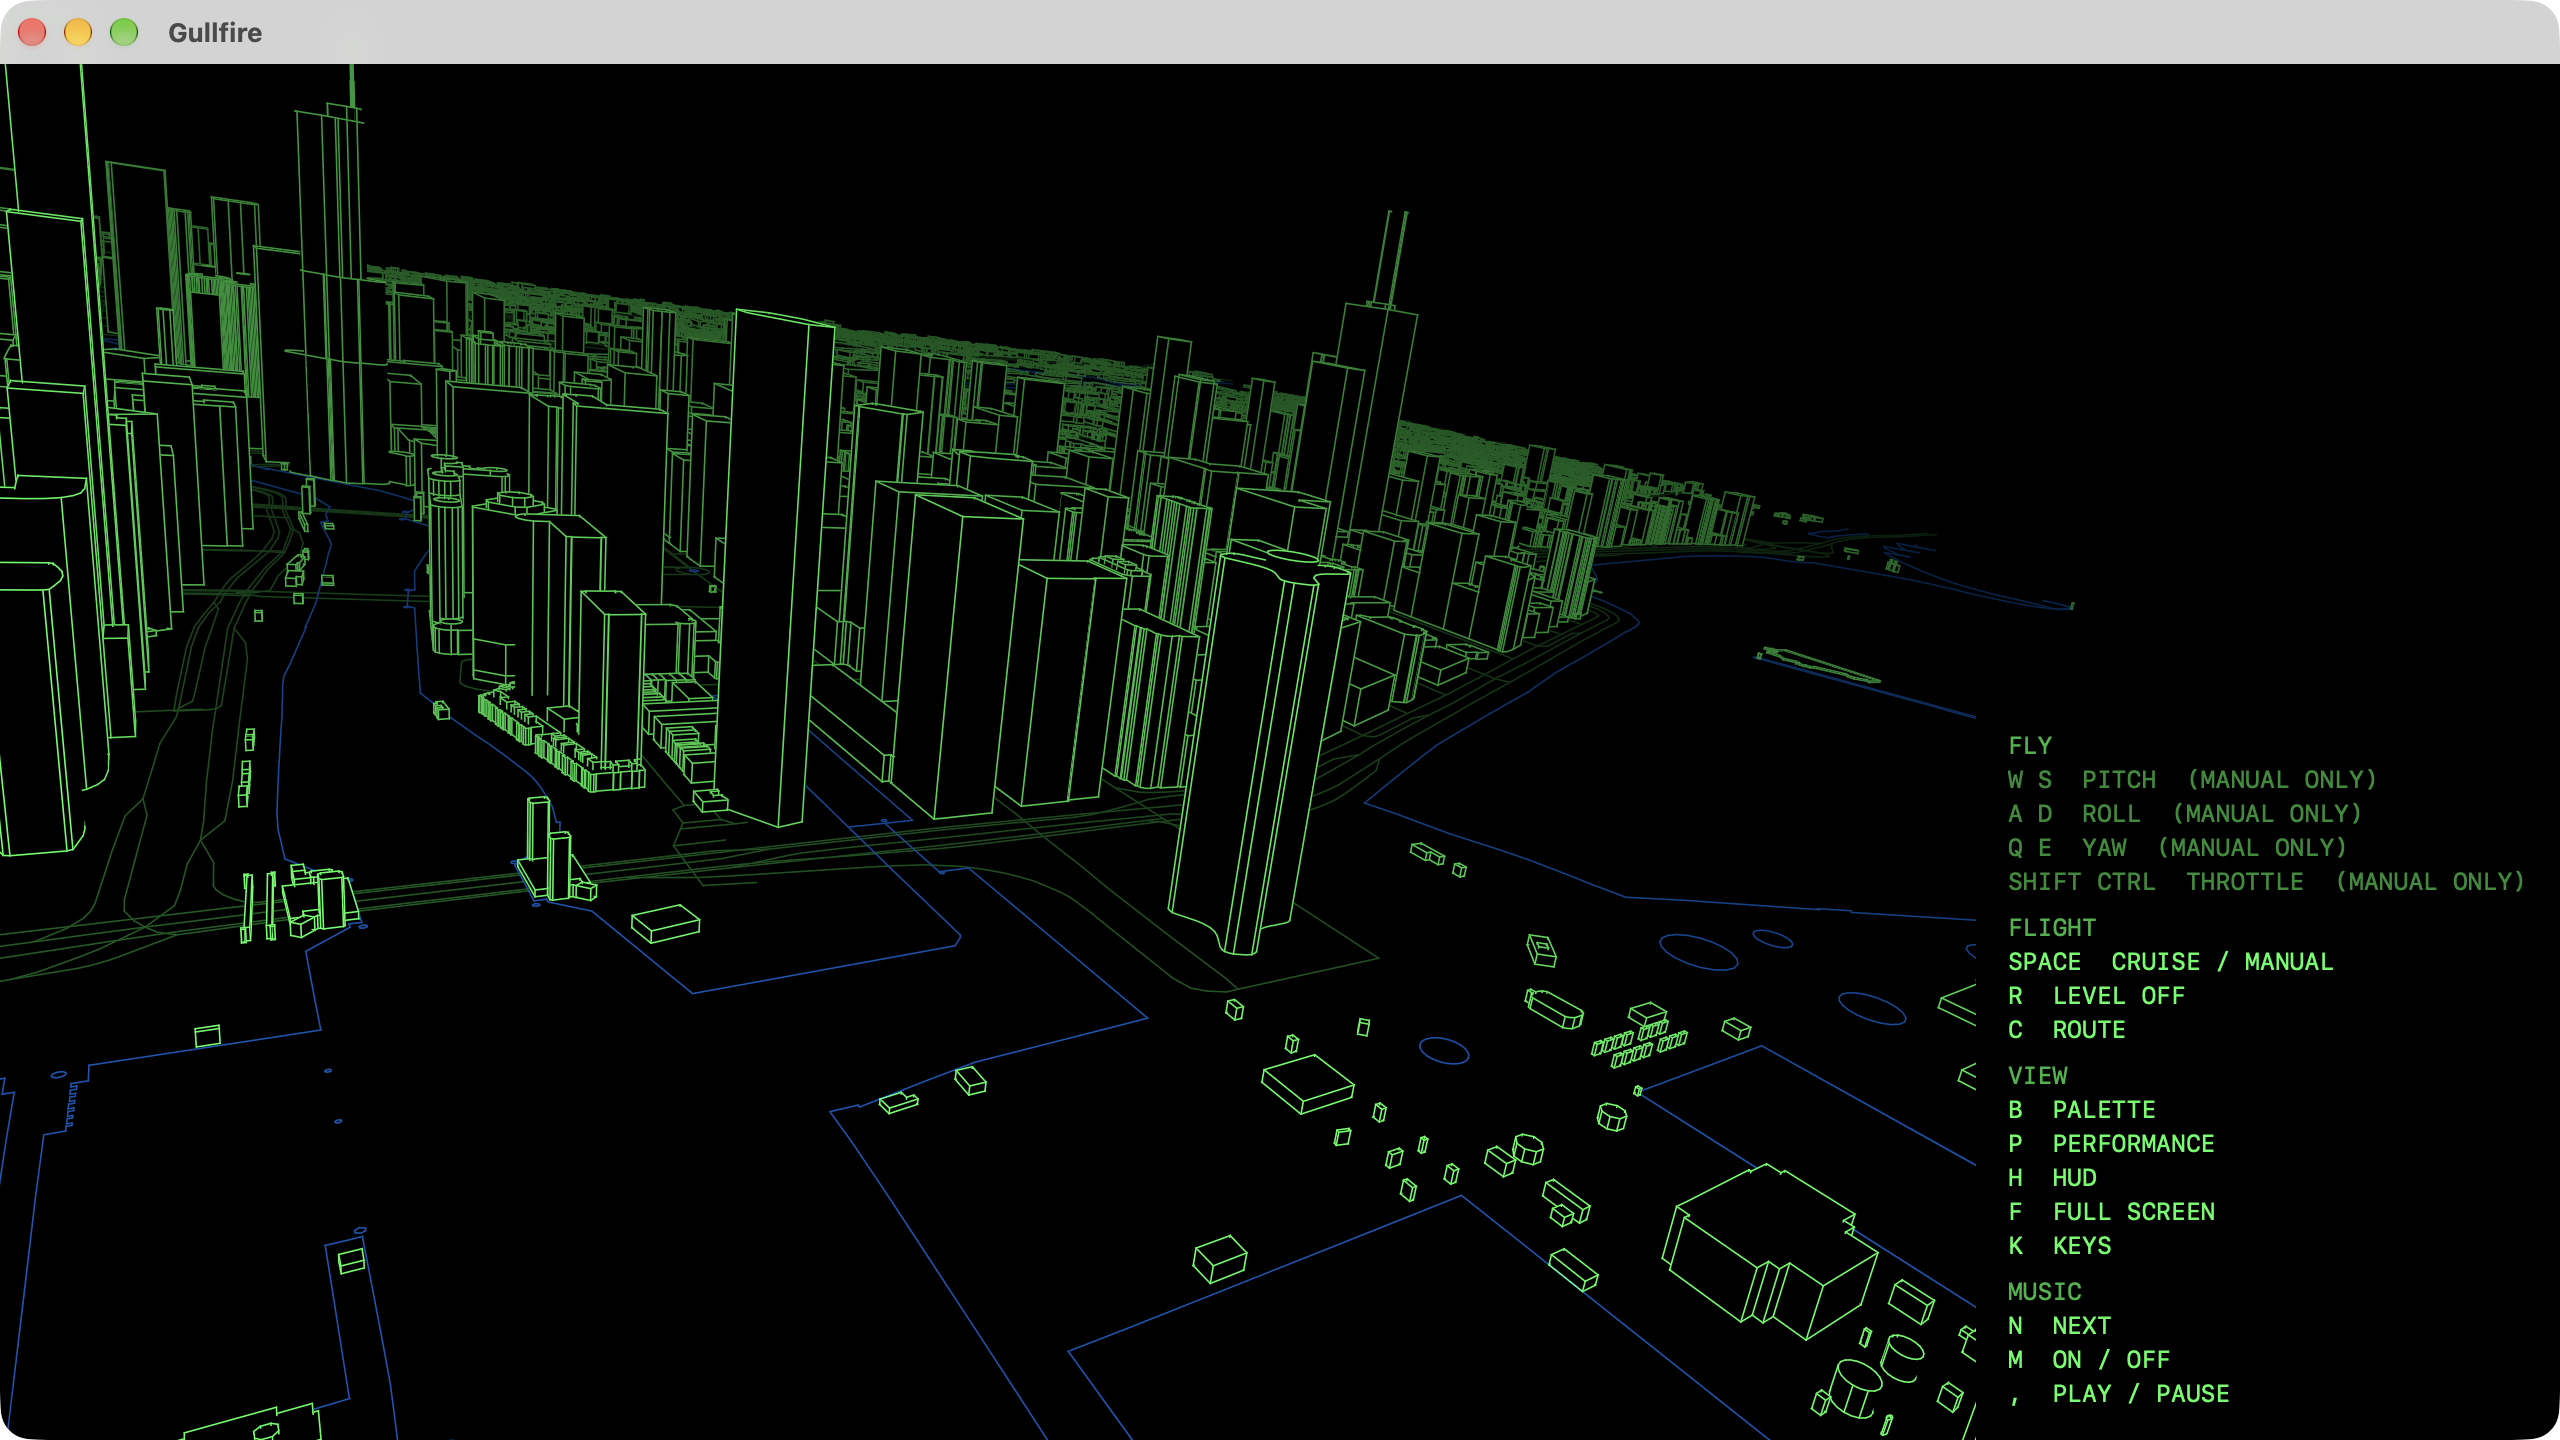 Gullfire
FLY
W S PITCH (MANUAL ONLY)
A D ROLL (MANUAL ONLY)
Q E YAW (MANUAL ONLY)
SHIFT CTRL THROTTLE (MANUAL ONLY)
FLIGHT
SPACE CRUISE / MANUAL
R LEVEL OFF
C ROUTE
VIEW
B PALETTE
P PERFORMANCE
H HUD
F FULL SCREEN
K KEYS
MUSIC
N NEXT
M ON / OFF
, PLAY / PAUSE